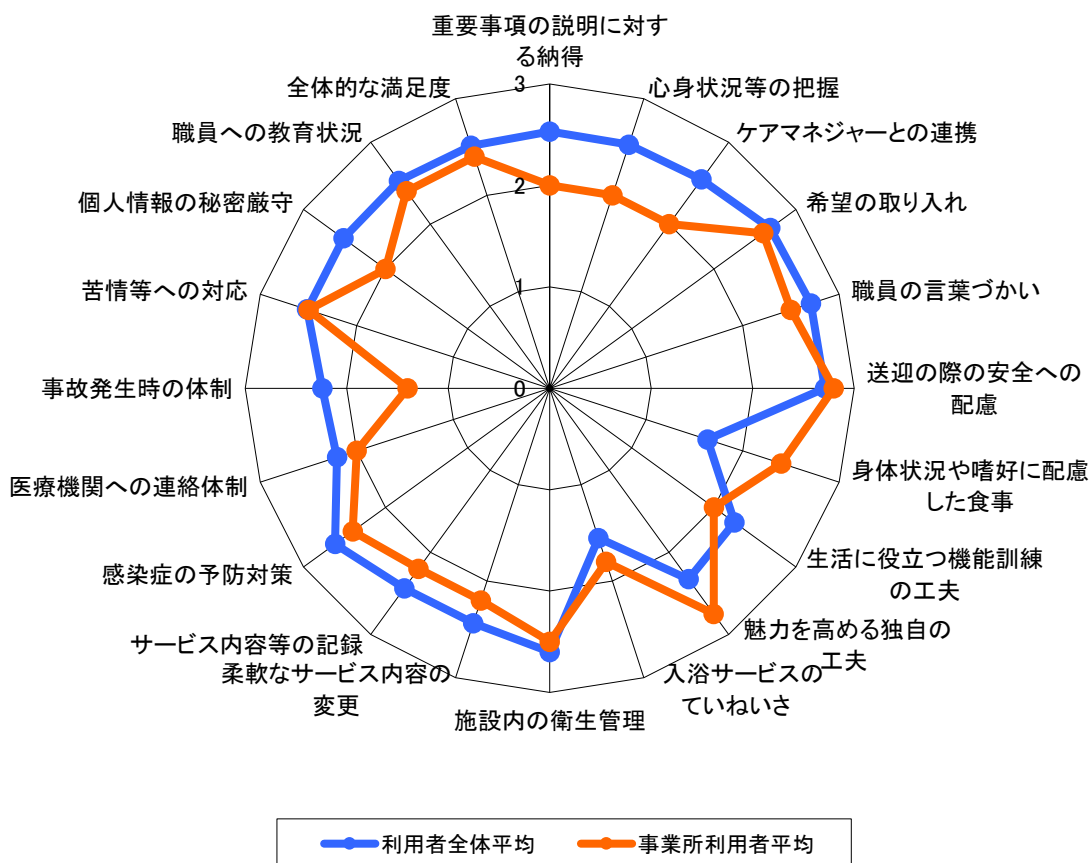 重要事項の説明に対す
る納得
心身状況等の把握
ケアマネジャーとの連携
希望の取り入れ
職員の言葉づかい
送迎の際の安全への
配慮
身体状況や嗜好に配慮
した食事
生活に役立つ機能訓練
の工夫
魅力を高める独自の
工夫
入浴サービスの
ていねいさ
施設内の衛生管理
柔軟なサービス内容の
変更
サービス内容等の記録
感染症の予防対策
医療機関への連絡体制
事故発生時の体制
苦情等への対応
個人情報の秘密厳守
職員への教育状況
全体的な満足度
3
2
1
0
利用者全体平均
事業所利用者平均